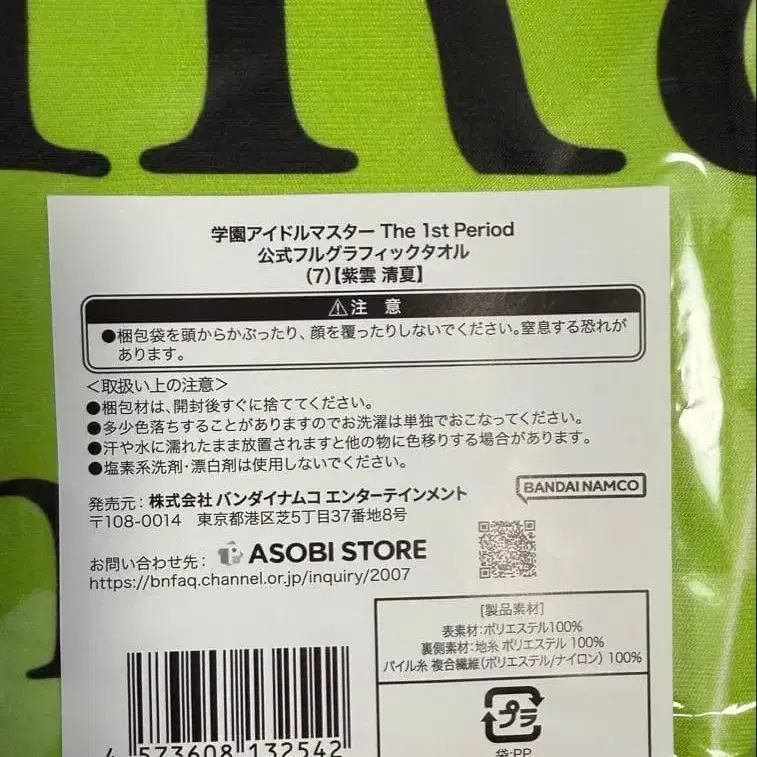 学園アイドルマスター The 1st Period
公式フルグラフィックタオル
(7)【紫雲 清夏】
⚠注 意
●梱包袋を頭からかぶったり、顔を覆ったりしないでください。窒息する恐れが
あります。
＜取扱い上の注意＞
●梱包材は、開封後すぐに捨ててください。
●多少色落ちすることがありますのでお洗濯は単独でおこなってください。
●汗や水に濡れたまま放置されますと他の物に色移りする場合があります。
●塩素系洗剤・漂白剤は使用しないでください。
発売元：株式会社 バンダイナムコ エンターテインメント
〒108-0014 東京都港区芝5丁目37番地8号
BANDAI NAMCO
お問い合わせ先： ASOBI STORE
https://bnfaq.channel.or.jp/inquiry/2007
[製品素材]
表素材：ポリエステル100%
裏側素材：地糸 ポリエステル 100%
パイル糸 複合繊維（ポリエステル/ナイロン） 100%
プラ
袋:PP
4 573608 132542